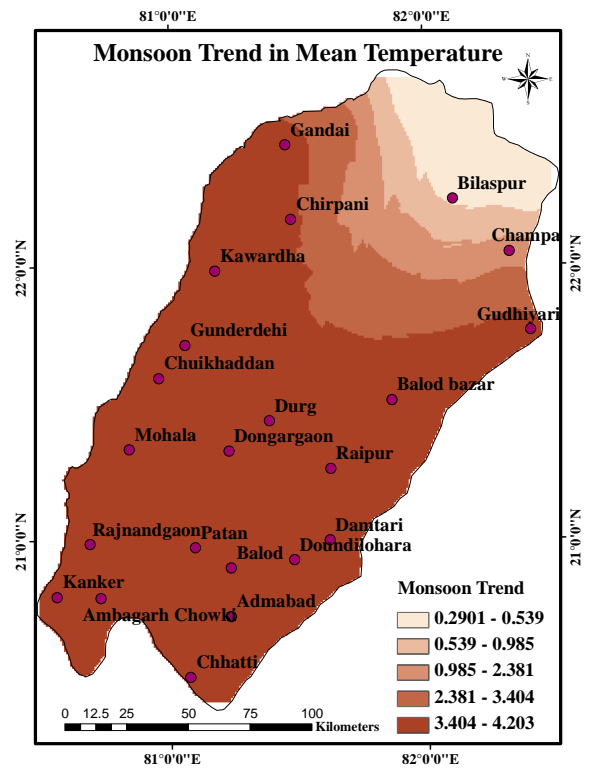 81°0'0"E 82°0'0"E
Monsoon Trend in Mean Temperature
N
W E
S
Gandai
Bilaspur
Chirpani
Champa
Kawardha
22°0'0"N 22°0'0"N
Gudhiyari
Gunderdehi
Chuikhaddan
Balod bazar
Durg
Mohala Dongargaon
Raipur
Rajnandgaon Patan Damtari
21°0'0"N 21°0'0"N
Balod Doundilohara
Kanker
Ambagarh Chowki Admabad
Chhatti
Monsoon Trend
0.2901 - 0.539
0.539 - 0.985
0.985 - 2.381
2.381 - 3.404
3.404 - 4.203
0 12.5 25 50 75 100
Kilometers
81°0'0"E 82°0'0"E